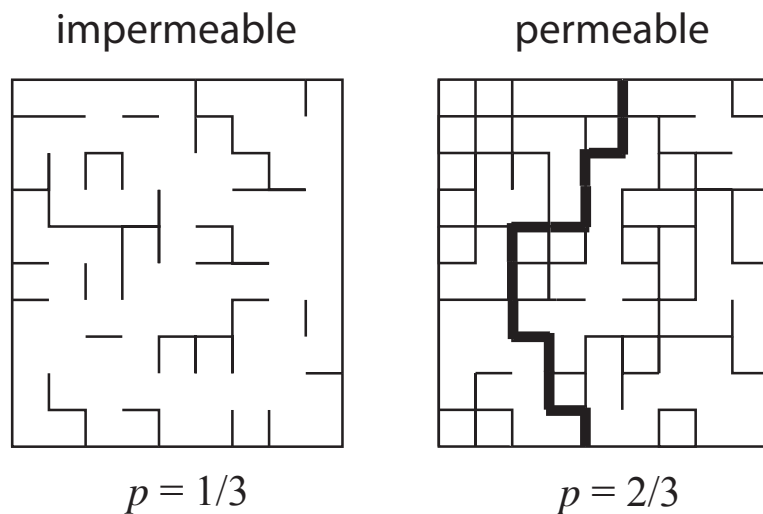 impermeable
permeable
p = 1/3
p = 2/3